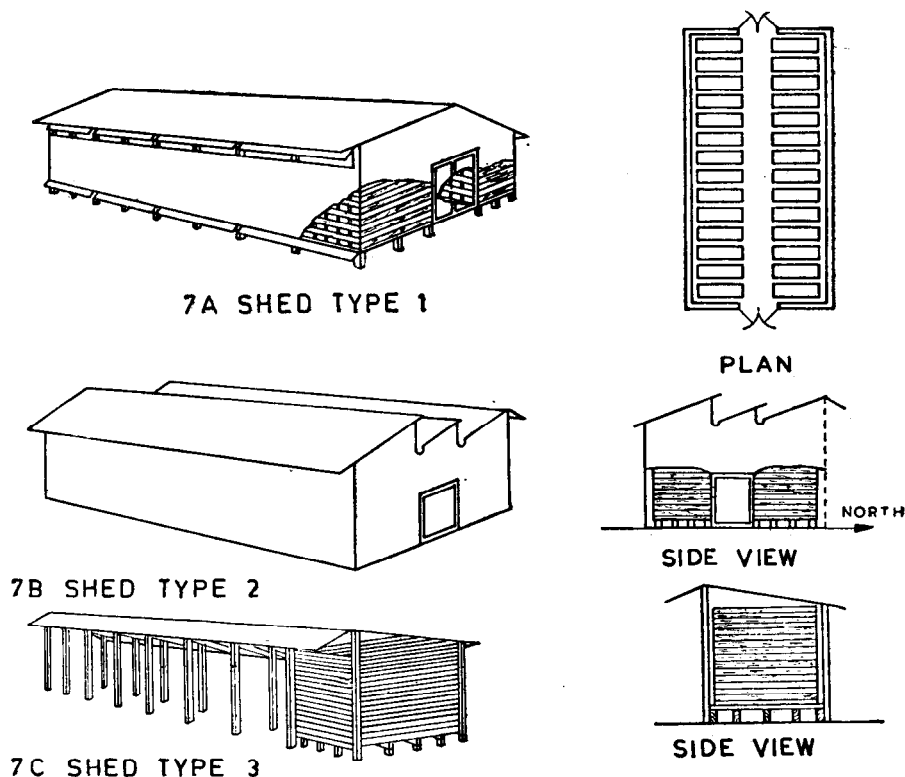 7A SHED TYPE 1
PLAN
7B SHED TYPE 2
NORTH
SIDE VIEW
7C SHED TYPE 3
SIDE VIEW